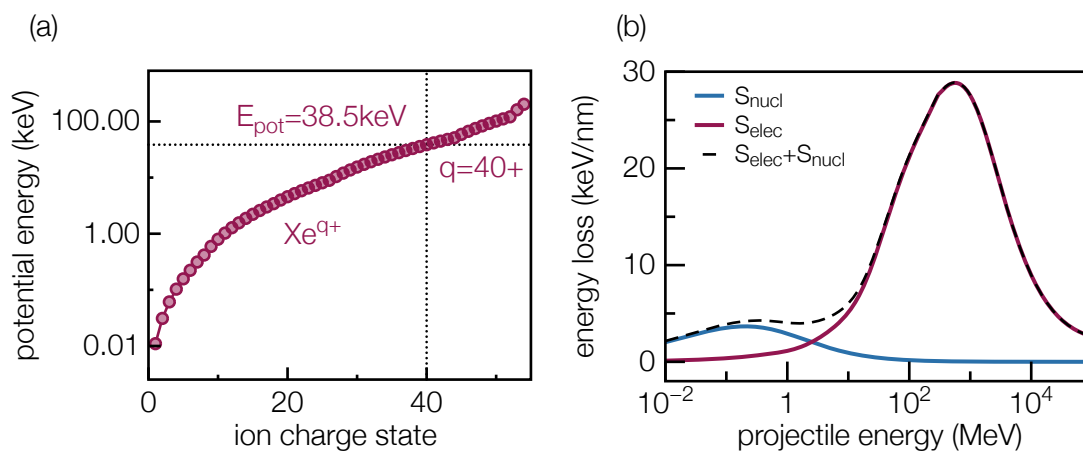 (a)
potential energy (keV)
100.00
1.00
0.01
E_pot=38.5keV
q=40+
Xe^q+
0
20
40
ion charge state
(b)
energy loss (keV/nm)
30
20
10
0
S_nucl
S_elec
S_elec+S_nucl
10^−2
1
10^2
10^4
projectile energy (MeV)